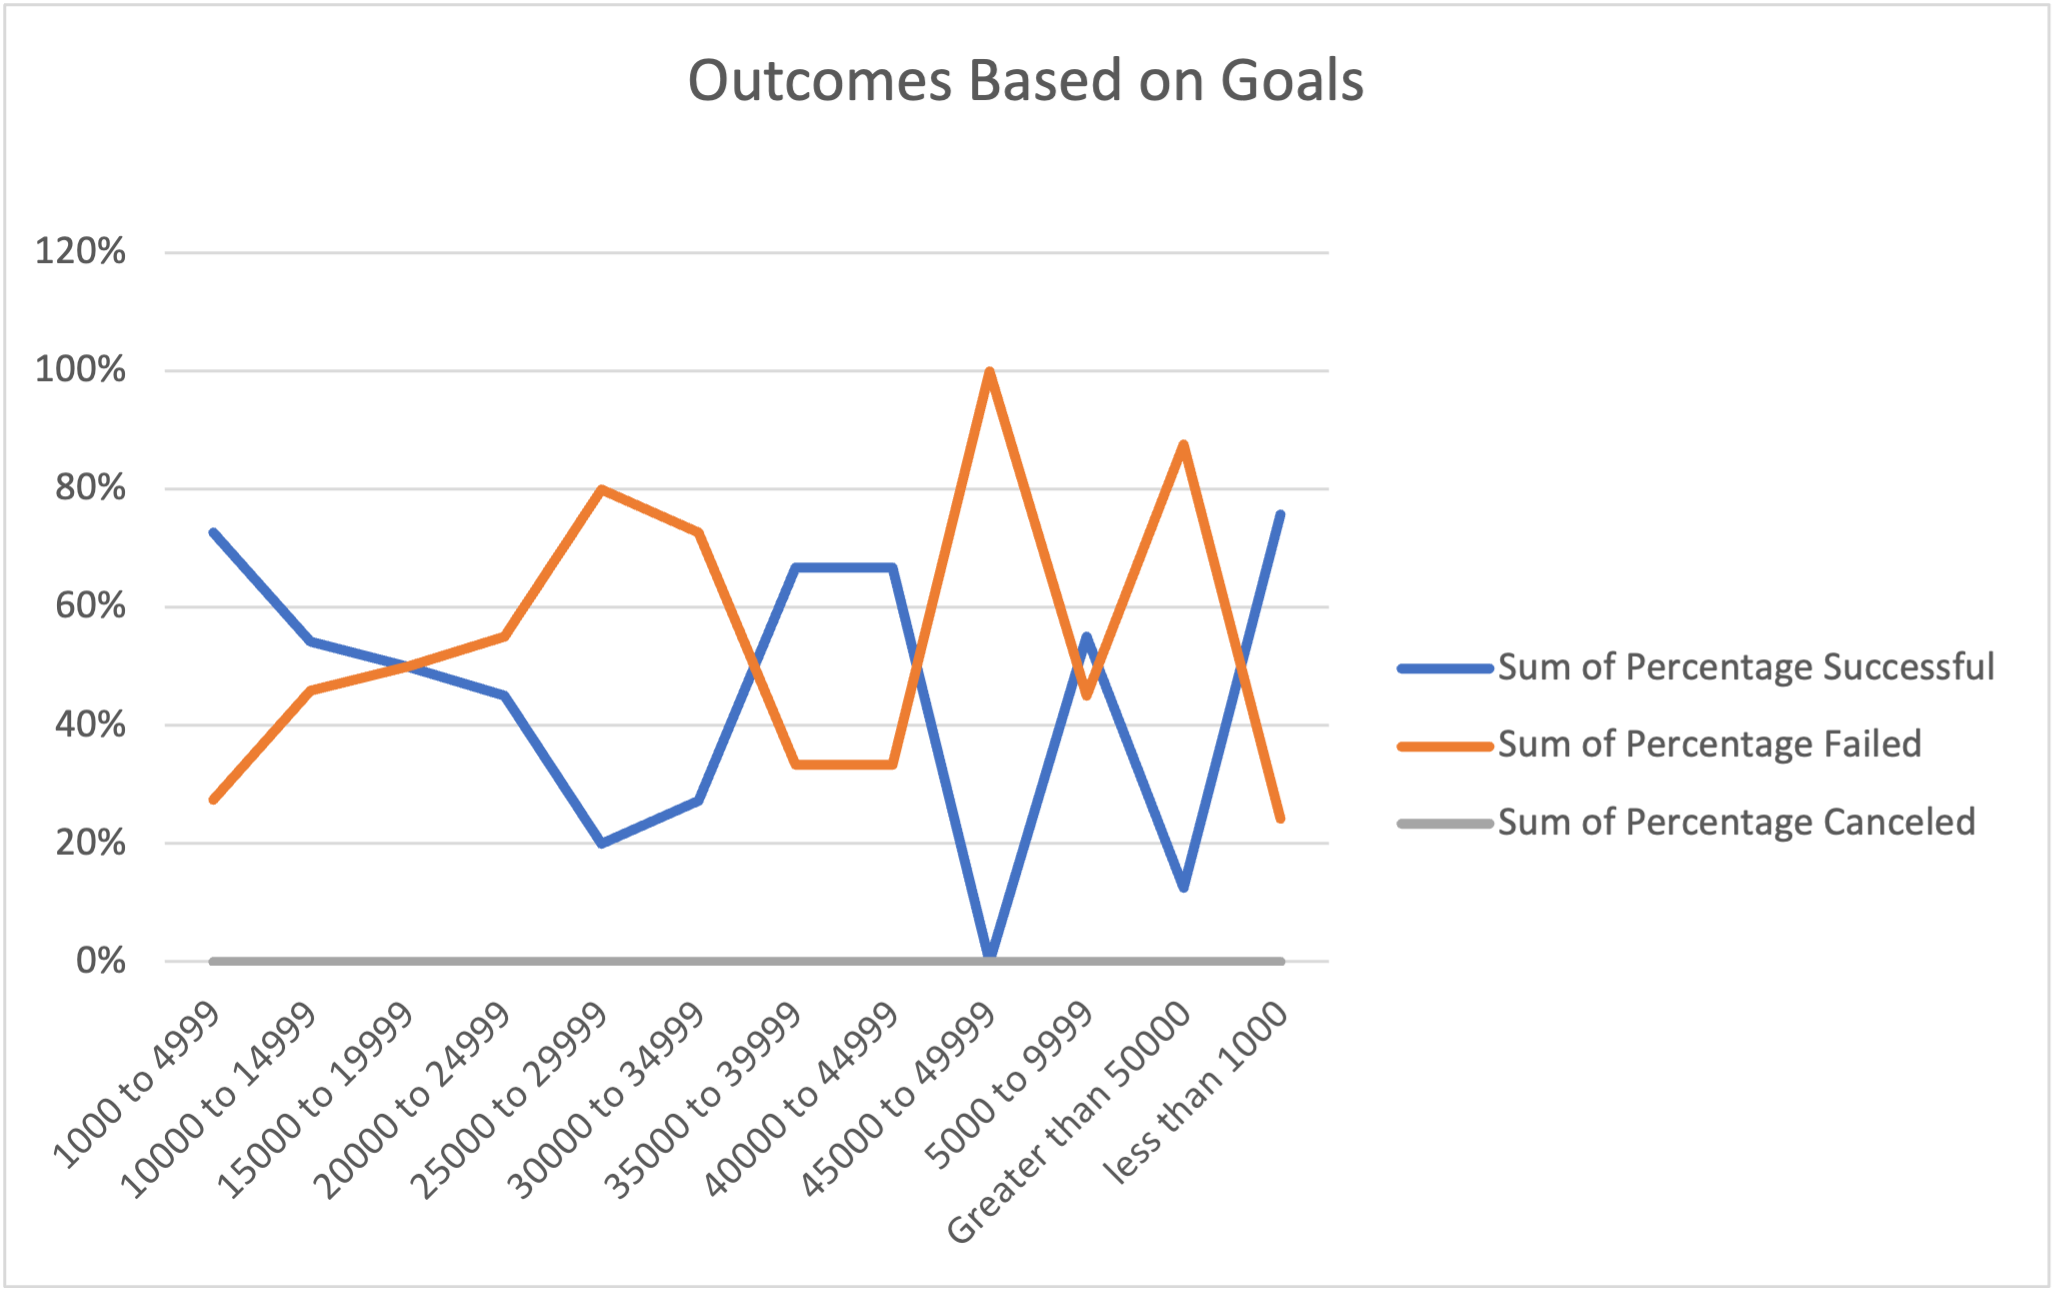 Outcomes Based on Goals
120%
100%
80%
60%
40%
20%
0%
1000 to 4999
10000 to 14999
15000 to 19999
20000 to 24999
25000 to 29999
30000 to 34999
35000 to 39999
40000 to 44999
45000 to 49999
5000 to 9999
Greater than 50000
less than 1000
Sum of Percentage Successful
Sum of Percentage Failed
Sum of Percentage Canceled